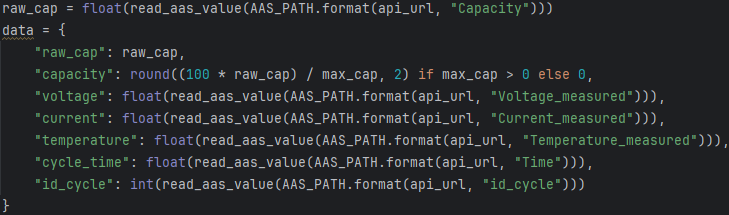 raw_cap = float(read_aas_value(AAS_PATH.format(api_url, "Capacity")))
data = {
    "raw_cap": raw_cap,
    "capacity": round((100 * raw_cap) / max_cap, 2) if max_cap > 0 else 0,
    "voltage": float(read_aas_value(AAS_PATH.format(api_url, "Voltage_measured"))),
    "current": float(read_aas_value(AAS_PATH.format(api_url, "Current_measured"))),
    "temperature": float(read_aas_value(AAS_PATH.format(api_url, "Temperature_measured"))),
    "cycle_time": float(read_aas_value(AAS_PATH.format(api_url, "Time"))),
    "id_cycle": int(read_aas_value(AAS_PATH.format(api_url, "id_cycle")))
}